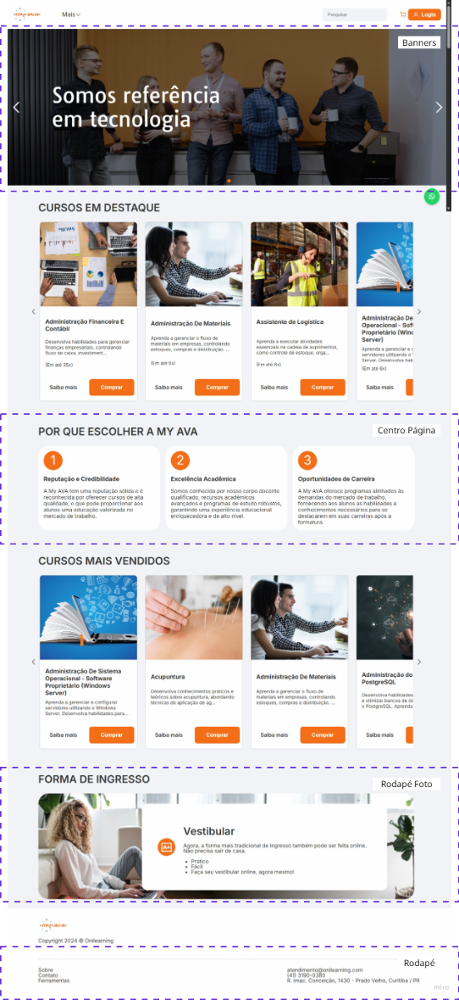 my ava
Mais
Pesquisar
Login
Banners
Somos referência
em tecnologia
CURSOS EM DESTAQUE
Administração Financeira E
Contábil
Desenvolva habilidades para gerenciar
finanças empresariais, controlando
fluxo de caixa, investiment...
(Em até 35x)
Saiba mais
Comprar
Administração De Materiais
Aprenda a gerenciar o fluxo de
materiais em empresas, controlando
estoques, compras e distribuição. ...
(Em até 6x)
Saiba mais
Comprar
Assistente de Logística
Aprenda a executar atividades
essenciais na cadeia de suprimentos,
como controle de estoque, orga...
(Em até 6x)
Saiba mais
Comprar
Administração De
Operacional - Soft
Proprietário (Windows
Server)
Aprenda a gerenciar e c
servidores utilizando o
Server. Desenvolva hab
(Em até 6x)
Saiba mais
Centro Página
POR QUE ESCOLHER A MY AVA
1
Reputação e Credibilidade
A My AVA tem uma reputação sólida e é
reconhecida por oferecer cursos de alta
qualidade, o que pode proporcionar aos
alunos uma educação valorizada no
mercado de trabalho.
2
Excelência Acadêmica
Somos conhecida por nosso corpo docente
qualificado, recursos acadêmicos
avançados e programas de estudo robustos,
garantindo uma experiência educacional
enriquecedora e de alto nível.
3
Oportunidades de Carreira
A My AVA oferece programas alinhados às
demandas do mercado de trabalho,
fornecendo aos alunos as habilidades e
conhecimentos necessários para se
destacarem em suas carreiras após a
formatura.
CURSOS MAIS VENDIDOS
Administração De Sistema
Operacional - Software
Proprietário (Windows
Server)
Aprenda a gerenciar e configurar
servidores utilizando o Windows
Server. Desenvolva habilidades para...
Saiba mais
Comprar
Acupuntura
Desenvolva conhecimentos práticos e
teóricos sobre acupuntura, abordando
técnicas de aplicação de ag...
Saiba mais
Comprar
Administração De Materiais
Aprenda a gerenciar o fluxo de
materiais em empresas, controlando
estoques, compras e distribuição. ...
Saiba mais
Comprar
Administração do
PostgreSQL
Desenvolva habilidades
e otimizar bancos de d
o PostgreSQL. Aprenda
Saiba mais
Rodapé Foto
FORMA DE INGRESSO
A+
Vestibular
Agora, a forma mais tradicional de ingresso também pode ser feita online.
Não precisa sair de casa.
• Prático
• Fácil
• Faça seu vestibular online, agora mesmo!
my ava
Copyright 2024 © Onilearning
Rodapé
Sobre
Contato
Ferramentas
atendimento@onilearning.com
(41) 3190-0380
R. Imac. Conceição, 1430 - Prado Velho, Curitiba / PR
miro